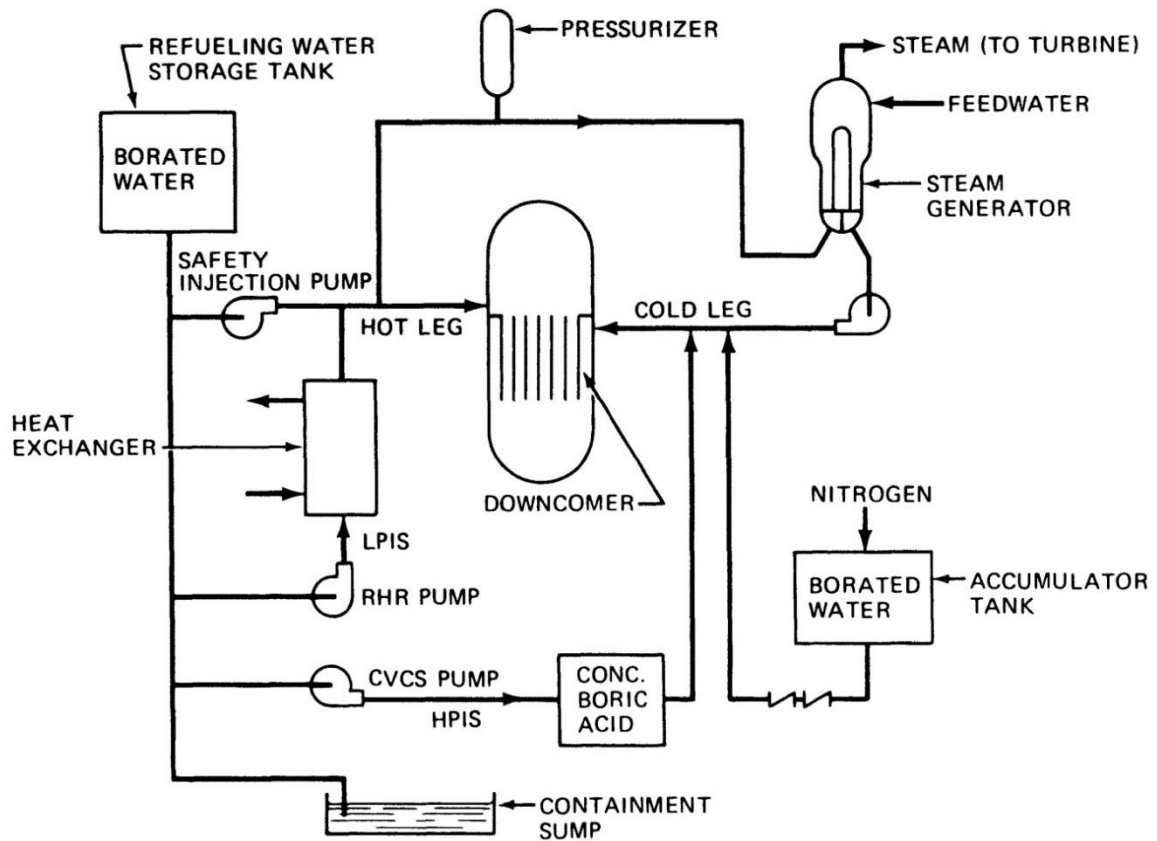 REFUELING WATER
STORAGE TANK
PRESSURIZER
STEAM (TO TURBINE)
FEEDWATER
BORATED
WATER
STEAM
GENERATOR
SAFETY
INJECTION PUMP
HOT LEG
COLD LEG
HEAT
EXCHANGER
DOWNCOMER
NITROGEN
LPIS
BORATED
WATER
ACCUMULATOR
TANK
RHR PUMP
CVCS PUMP
HPIS
CONC.
BORIC
ACID
CONTAINMENT
SUMP